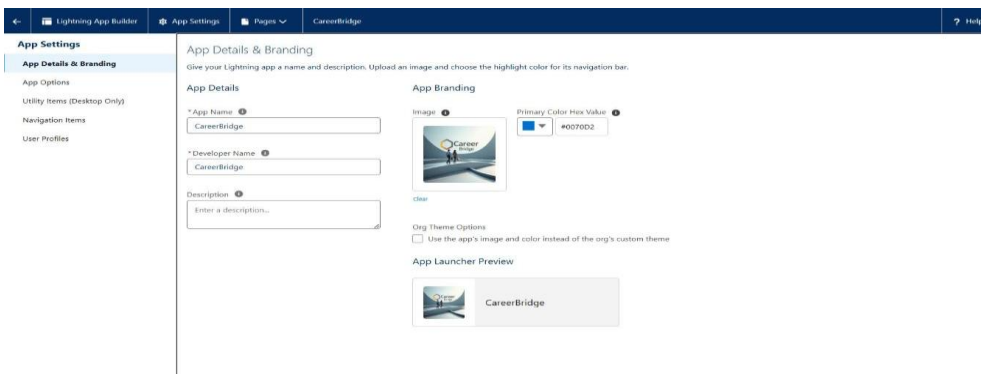 Lightning App Builder
App Settings
Pages
CareerBridge
? Help
App Settings
App Details & Branding
App Options
Utility Items (Desktop Only)
Navigation Items
User Profiles
App Details & Branding
Give your Lightning app a name and description. Upload an image and choose the highlight color for its navigation bar.
App Details
*App Name
CareerBridge
*Developer Name
CareerBridge
Description
Enter a description...
App Branding
Image
Career
Bridge
Primary Color Hex Value
#0070D2
Clear
Org Theme Options
Use the app's image and color instead of the org's custom theme
App Launcher Preview
Career
CareerBridge